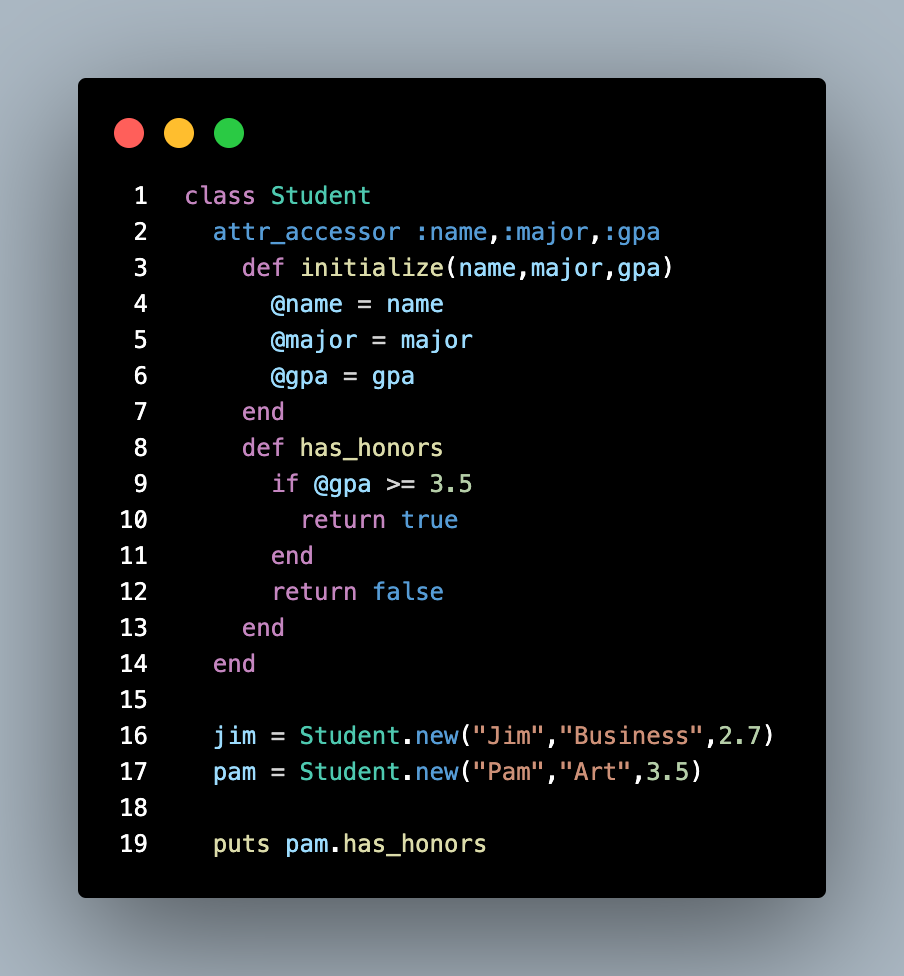 1 class Student
2   attr_accessor :name,:major,:gpa
3     def initialize(name,major,gpa)
4       @name = name
5       @major = major
6       @gpa = gpa
7     end
8     def has_honors
9       if @gpa >= 3.5
10         return true
11       end
12       return false
13     end
14   end
15
16   jim = Student.new("Jim","Business",2.7)
17   pam = Student.new("Pam","Art",3.5)
18
19   puts pam.has_honors